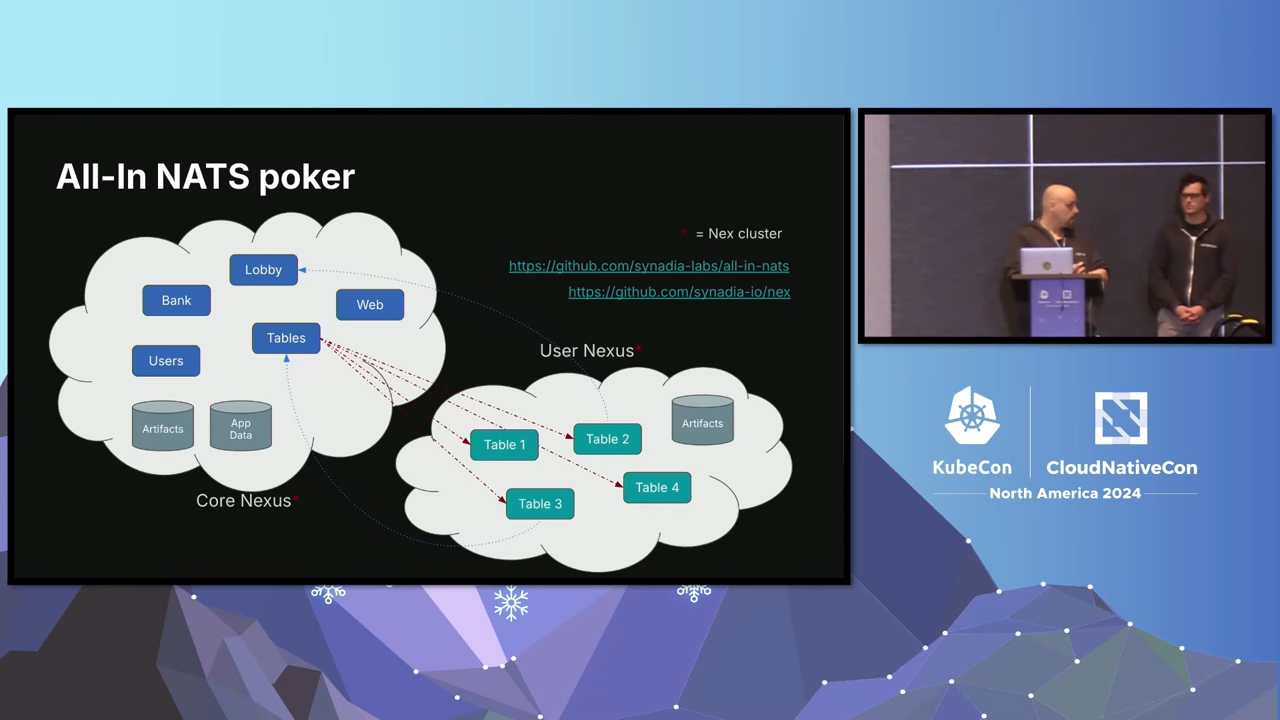 All-In NATS poker
* = Nex cluster
https://github.com/synadia-labs/all-in-nats
https://github.com/synadia-io/nex
Lobby
Bank
Web
Tables
Users
Artifacts
App
Data
Core Nexus*
User Nexus*
Artifacts
Table 1
Table 2
Table 3
Table 4
KubeCon
CloudNativeCon
North America 2024